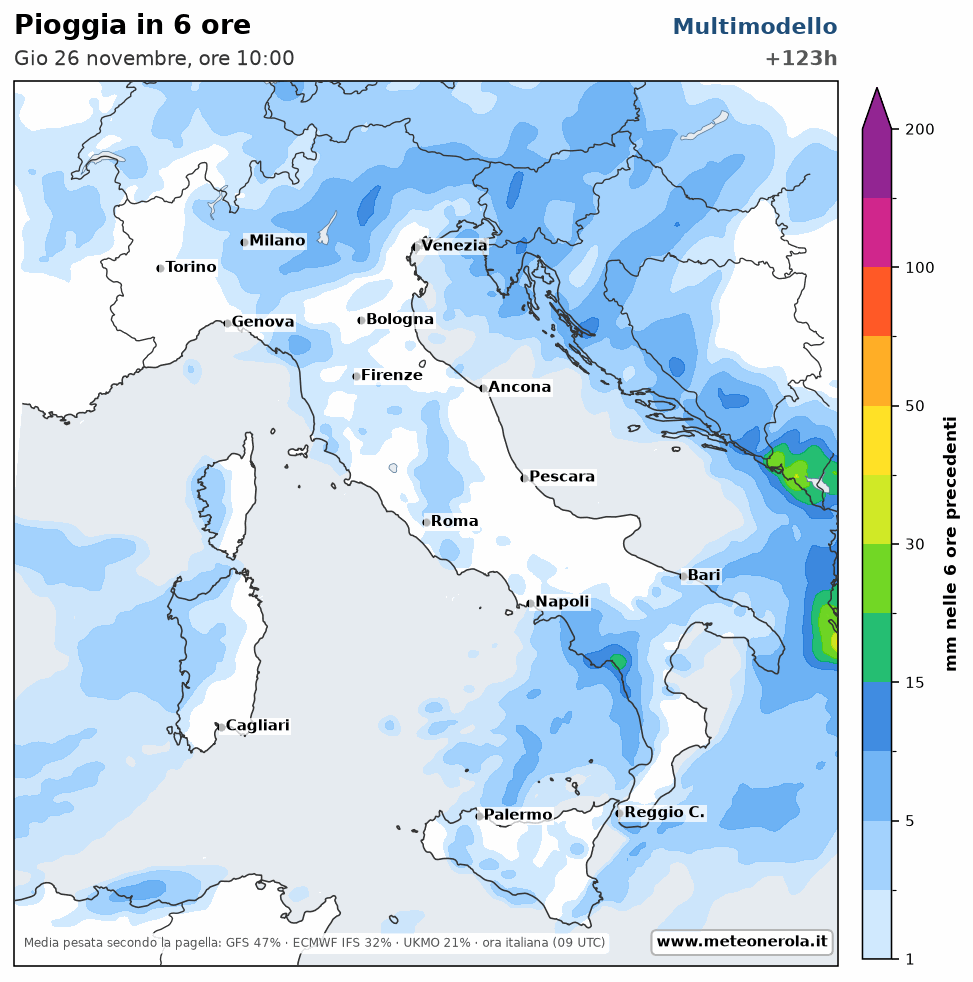 Pioggia in 6 ore
Multimodello
Gio 26 novembre, ore 10:00
+123h
200
100
50
30
15
5
1
mm nelle 6 ore precedenti
Milano
Venezia
Torino
Genova
Bologna
Firenze
Ancona
Pescara
Roma
Bari
Napoli
Cagliari
Palermo
Reggio C.
Media pesata secondo la pagella: GFS 47% · ECMWF IFS 32% · UKMO 21% · ora italiana (09 UTC)
www.meteonerola.it